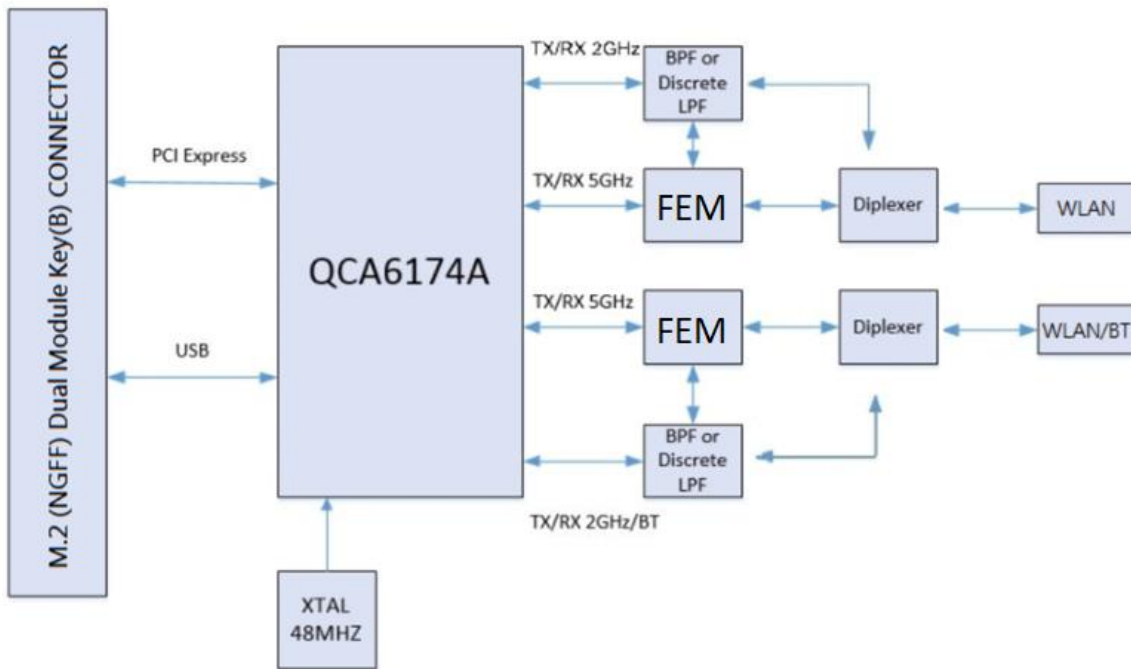 M.2 (NGFF) Dual Module Key(B) CONNECTOR
PCI Express
USB
QCA6174A
XTAL
48MHZ
TX/RX 2GHz
BPF or
Discrete
LPF
TX/RX 5GHz
FEM
Diplexer
WLAN
TX/RX 5GHz
FEM
Diplexer
WLAN/BT
BPF or
Discrete
LPF
TX/RX 2GHz/BT